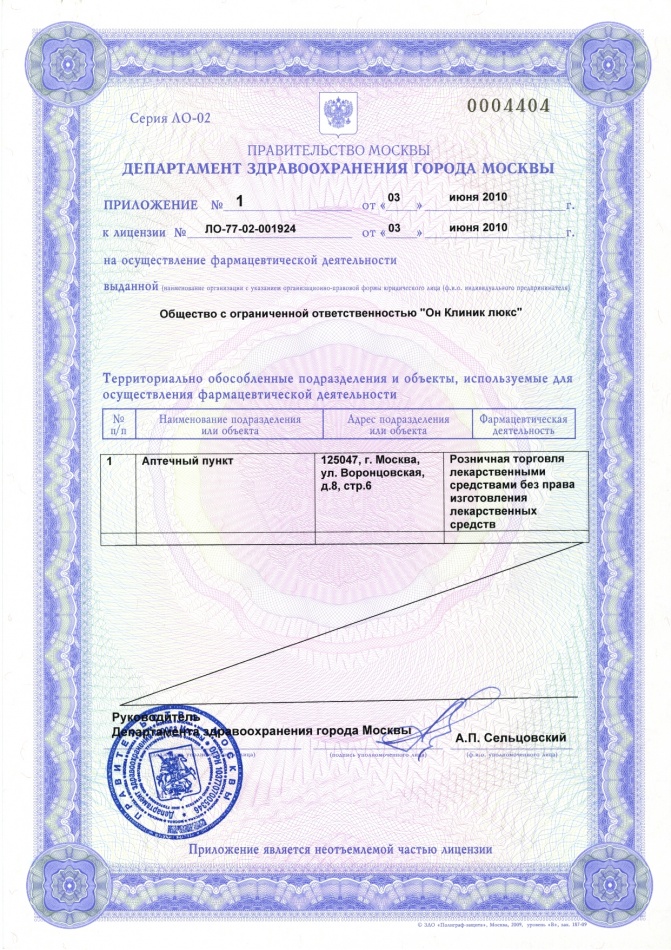 Серия ЛО-02
0004404
ПРАВИТЕЛЬСТВО МОСКВЫ
ДЕПАРТАМЕНТ ЗДРАВООХРАНЕНИЯ ГОРОДА МОСКВЫ
ПРИЛОЖЕНИЕ № 1 от «03» июня 2010 г.
к лицензии № ЛО-77-02-001924 от «03» июня 2010 г.
на осуществление фармацевтической деятельности
выданной (наименование организации с указанием организационно-правовой формы юридического лица (ф.и.о. индивидуального предпринимателя)
Общество с ограниченной ответственностью "Он Клиник люкс"
Территориально обособленные подразделения и объекты, используемые для
осуществления фармацевтической деятельности
№ п/п
Наименование подразделения
или объекта
Адрес подразделения
или объекта
Фармацевтическая
деятельность
1
Аптечный пункт
125047, г. Москва,
ул. Воронцовская,
д.8, стр.6
Розничная торговля
лекарственными
средствами без права
изготовления
лекарственных
средств
Руководитель
Департамента здравоохранения города Москвы
А.П. Сельцовский
(подпись уполномоченного лица)
(ф.и.о. уполномоченного лица)
ПРАВИТЕЛЬСТВО МОСКВЫ
Приложение является неотъемлемой частью лицензии
© ЗАО «Полиграф-защита», Москва, 2009, уровень «В»,